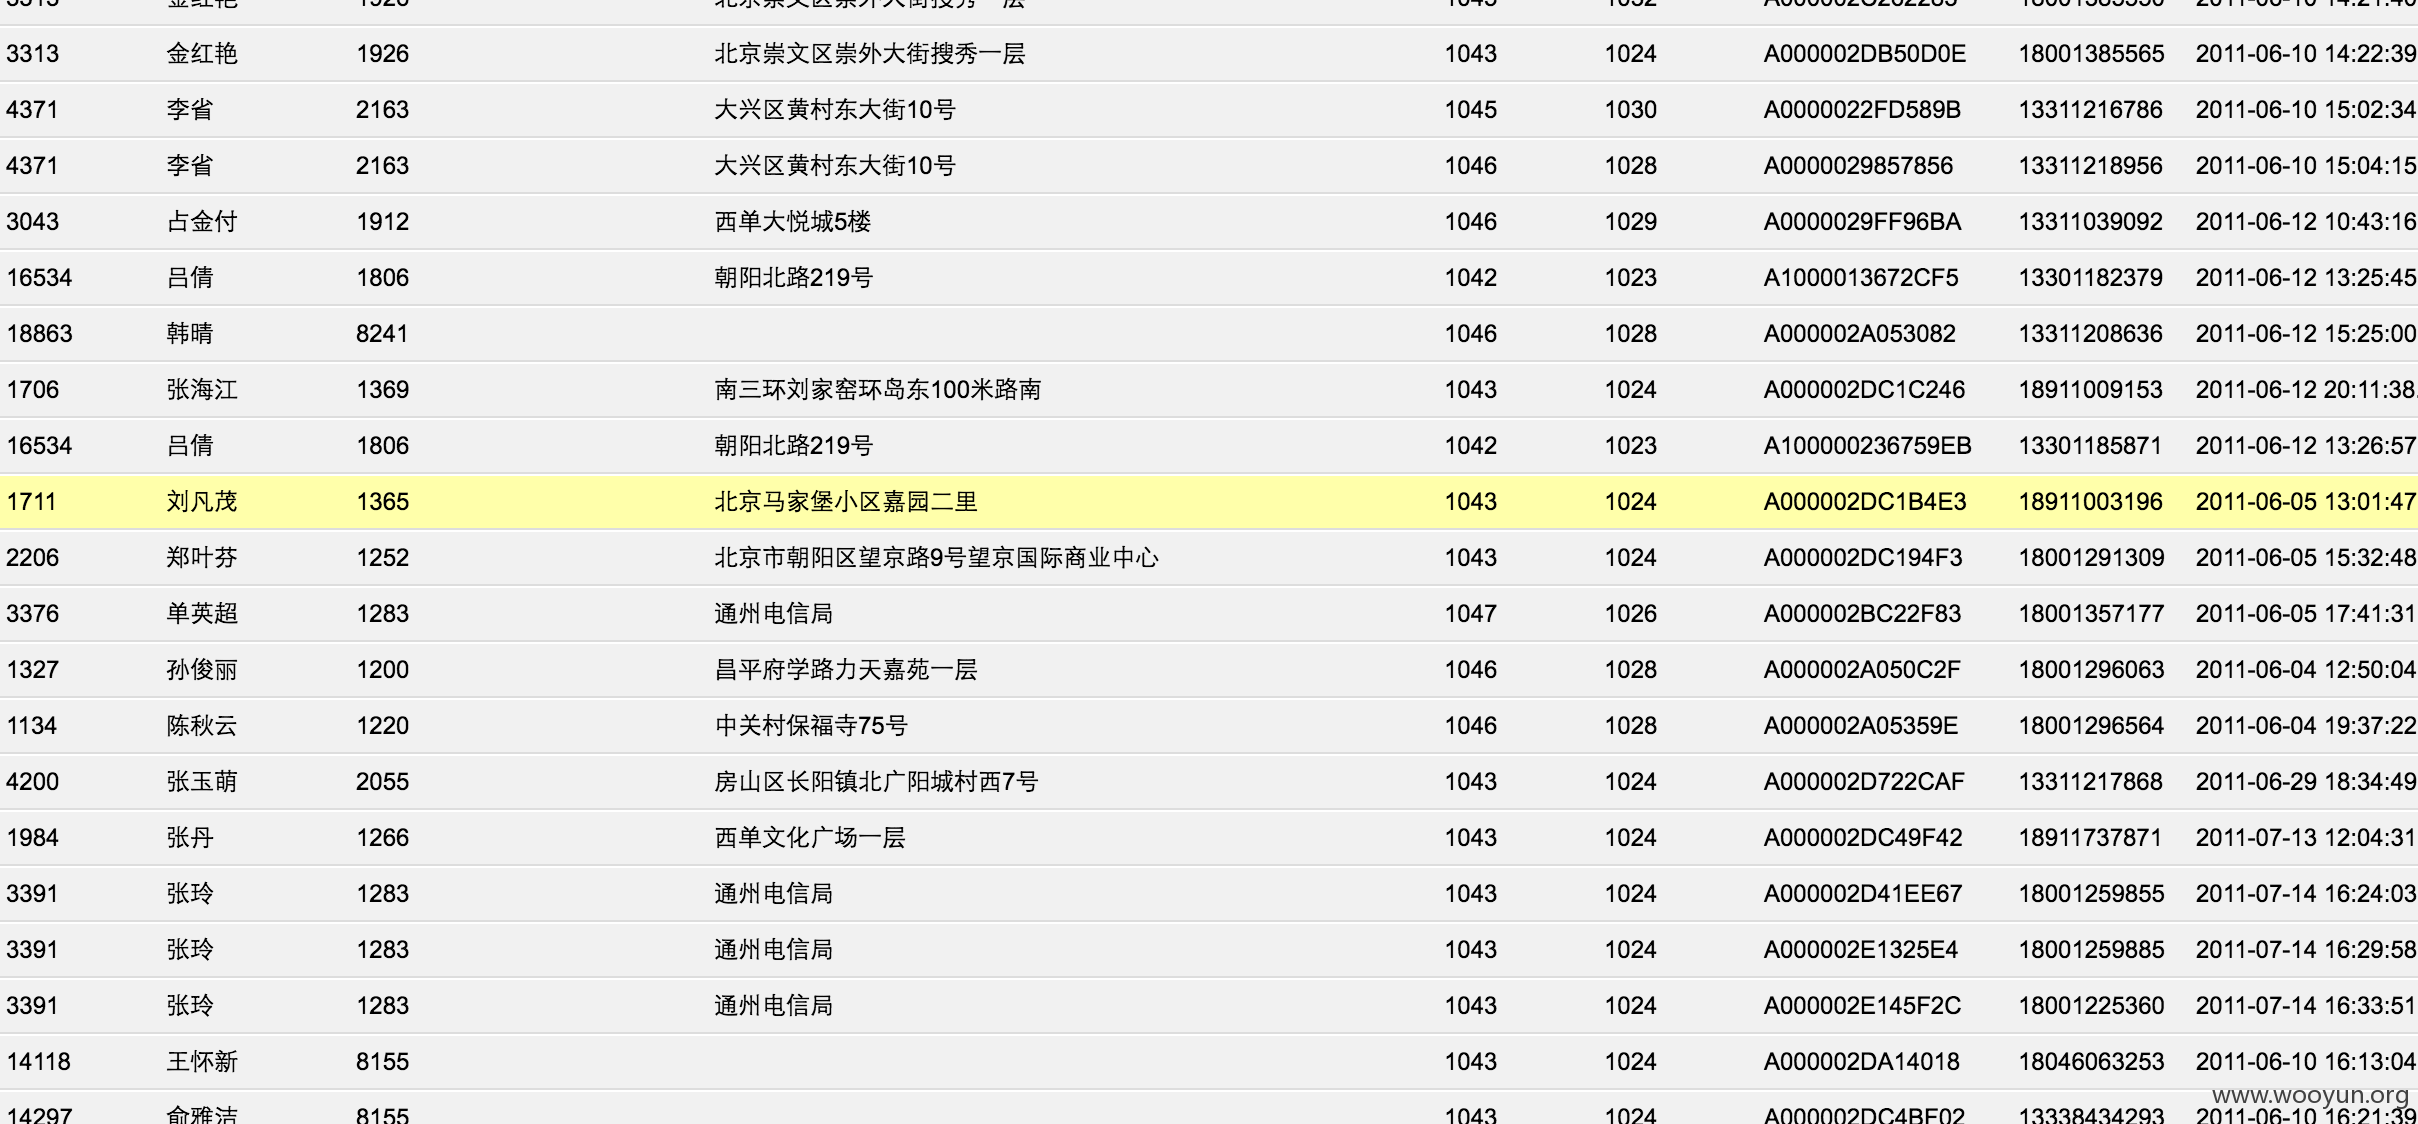 3313 金红艳 1926 北京崇文区崇外大街搜秀一层 1043 1024 A000002DB50D0E 18001385565 2011-06-10 14:22:39
4371 李省 2163 大兴区黄村东大街10号 1045 1030 A0000022FD589B 13311216786 2011-06-10 15:02:34
4371 李省 2163 大兴区黄村东大街10号 1046 1028 A0000029857856 13311218956 2011-06-10 15:04:15
3043 占金付 1912 西单大悦城5楼 1046 1029 A0000029FF96BA 13311039092 2011-06-12 10:43:16
16534 吕倩 1806 朝阳北路219号 1042 1023 A1000013672CF5 13301182379 2011-06-12 13:25:45
18863 韩晴 8241 1046 1028 A000002A053082 13311208636 2011-06-12 15:25:00
1706 张海江 1369 南三环刘家窑环岛东100米路南 1043 1024 A000002DC1C246 18911009153 2011-06-12 20:11:38.
16534 吕倩 1806 朝阳北路219号 1042 1023 A100000236759EB 13301185871 2011-06-12 13:26:57
1711 刘凡茂 1365 北京马家堡小区嘉园二里 1043 1024 A000002DC1B4E3 18911003196 2011-06-05 13:01:47
2206 郑叶芬 1252 北京市朝阳区望京路9号望京国际商业中心 1043 1024 A000002DC194F3 18001291309 2011-06-05 15:32:48
3376 单英超 1283 通州电信局 1047 1026 A000002BC22F83 18001357177 2011-06-05 17:41:31
1327 孙俊丽 1200 昌平府学路力天嘉苑一层 1046 1028 A000002A050C2F 18001296063 2011-06-04 12:50:04
1134 陈秋云 1220 中关村保福寺75号 1046 1028 A000002A05359E 18001296564 2011-06-04 19:37:22
4200 张玉萌 2055 房山区长阳镇北广阳城村西7号 1043 1024 A000002D722CAF 13311217868 2011-06-29 18:34:49
1984 张丹 1266 西单文化广场一层 1043 1024 A000002DC49F42 18911737871 2011-07-13 12:04:31
3391 张玲 1283 通州电信局 1043 1024 A000002D41EE67 18001259855 2011-07-14 16:24:03
3391 张玲 1283 通州电信局 1043 1024 A000002E1325E4 18001259885 2011-07-14 16:29:58
3391 张玲 1283 通州电信局 1043 1024 A000002E145F2C 18001225360 2011-07-14 16:33:51
14118 王怀新 8155 1043 1024 A000002DA14018 18046063253 2011-06-10 16:13:04
www.wooyun.org
14297 俞雅洁 8155 1043 1024 A000002DC4BF02 13338434293 2011-06-10 16:21:39